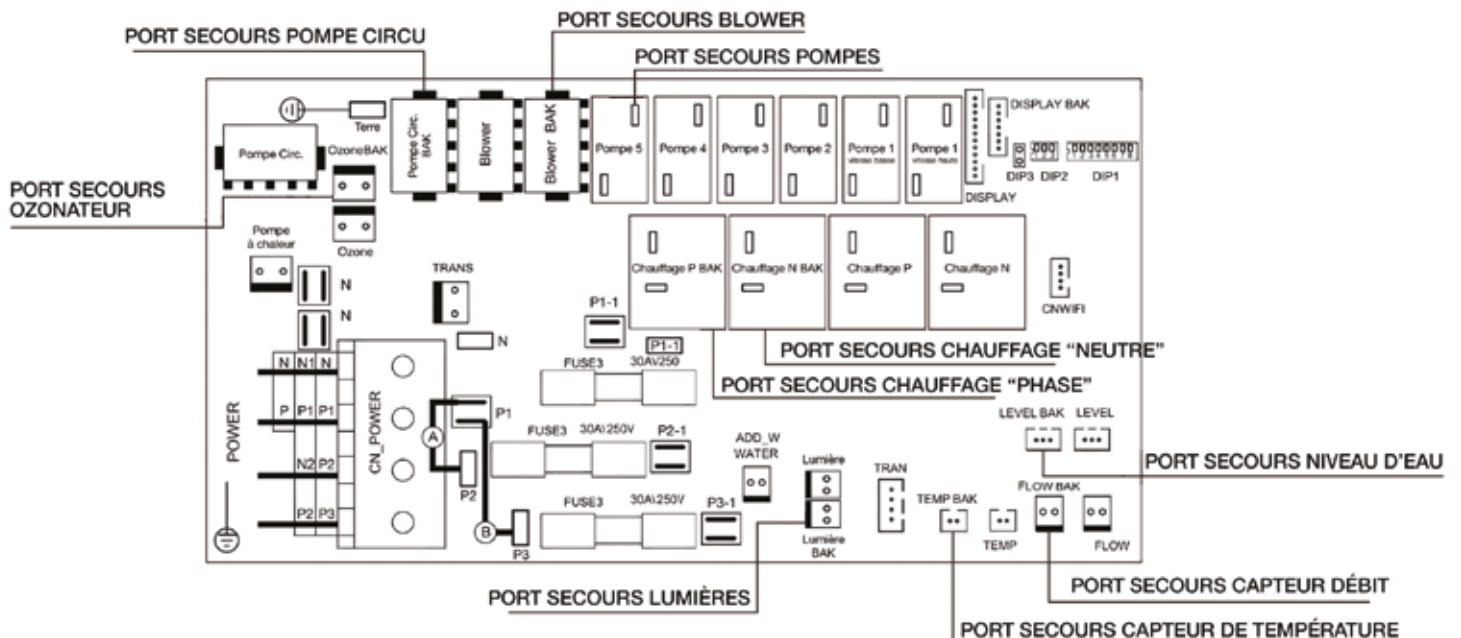 PORT SECOURS BLOWER
PORT SECOURS POMPE CIRCU
PORT SECOURS POMPES
Terre
Pompe Circ.
OzoneBAK
Pompe Circ.
BAK
Blower
Blower BAK
Pompe 5
Pompe 4
Pompe 3
Pompe 2
Pompe 1
vitesse basse
Pompe 1
vitesse haute
DISPLAY BAK
DIP3
DIP2
DIP1
DISPLAY
PORT SECOURS
OZONATEUR
Ozone
Pompe
à chaleur
N
N
TRANS
N
P1-1
P1-1
Chauffage P BAK
Chauffage N BAK
Chauffage P
Chauffage N
CNWIFI
PORT SECOURS CHAUFFAGE “NEUTRE”
PORT SECOURS CHAUFFAGE “PHASE”
FUSE3 30AV250
N N1 N
P P1 P1
N2 P2
P2 P3
POWER
CN_POWER
A
P1
P2
B
P3
FUSE3 30A\250V
P2-1
FUSE3 30A\250V
P3-1
ADD_W
WATER
Lumière
Lumière
BAK
TRAN
LEVEL BAK
LEVEL
PORT SECOURS NIVEAU D’EAU
TEMP BAK
TEMP
FLOW BAK
FLOW
PORT SECOURS CAPTEUR DÉBIT
PORT SECOURS LUMIÈRES
PORT SECOURS CAPTEUR DE TEMPÉRATURE